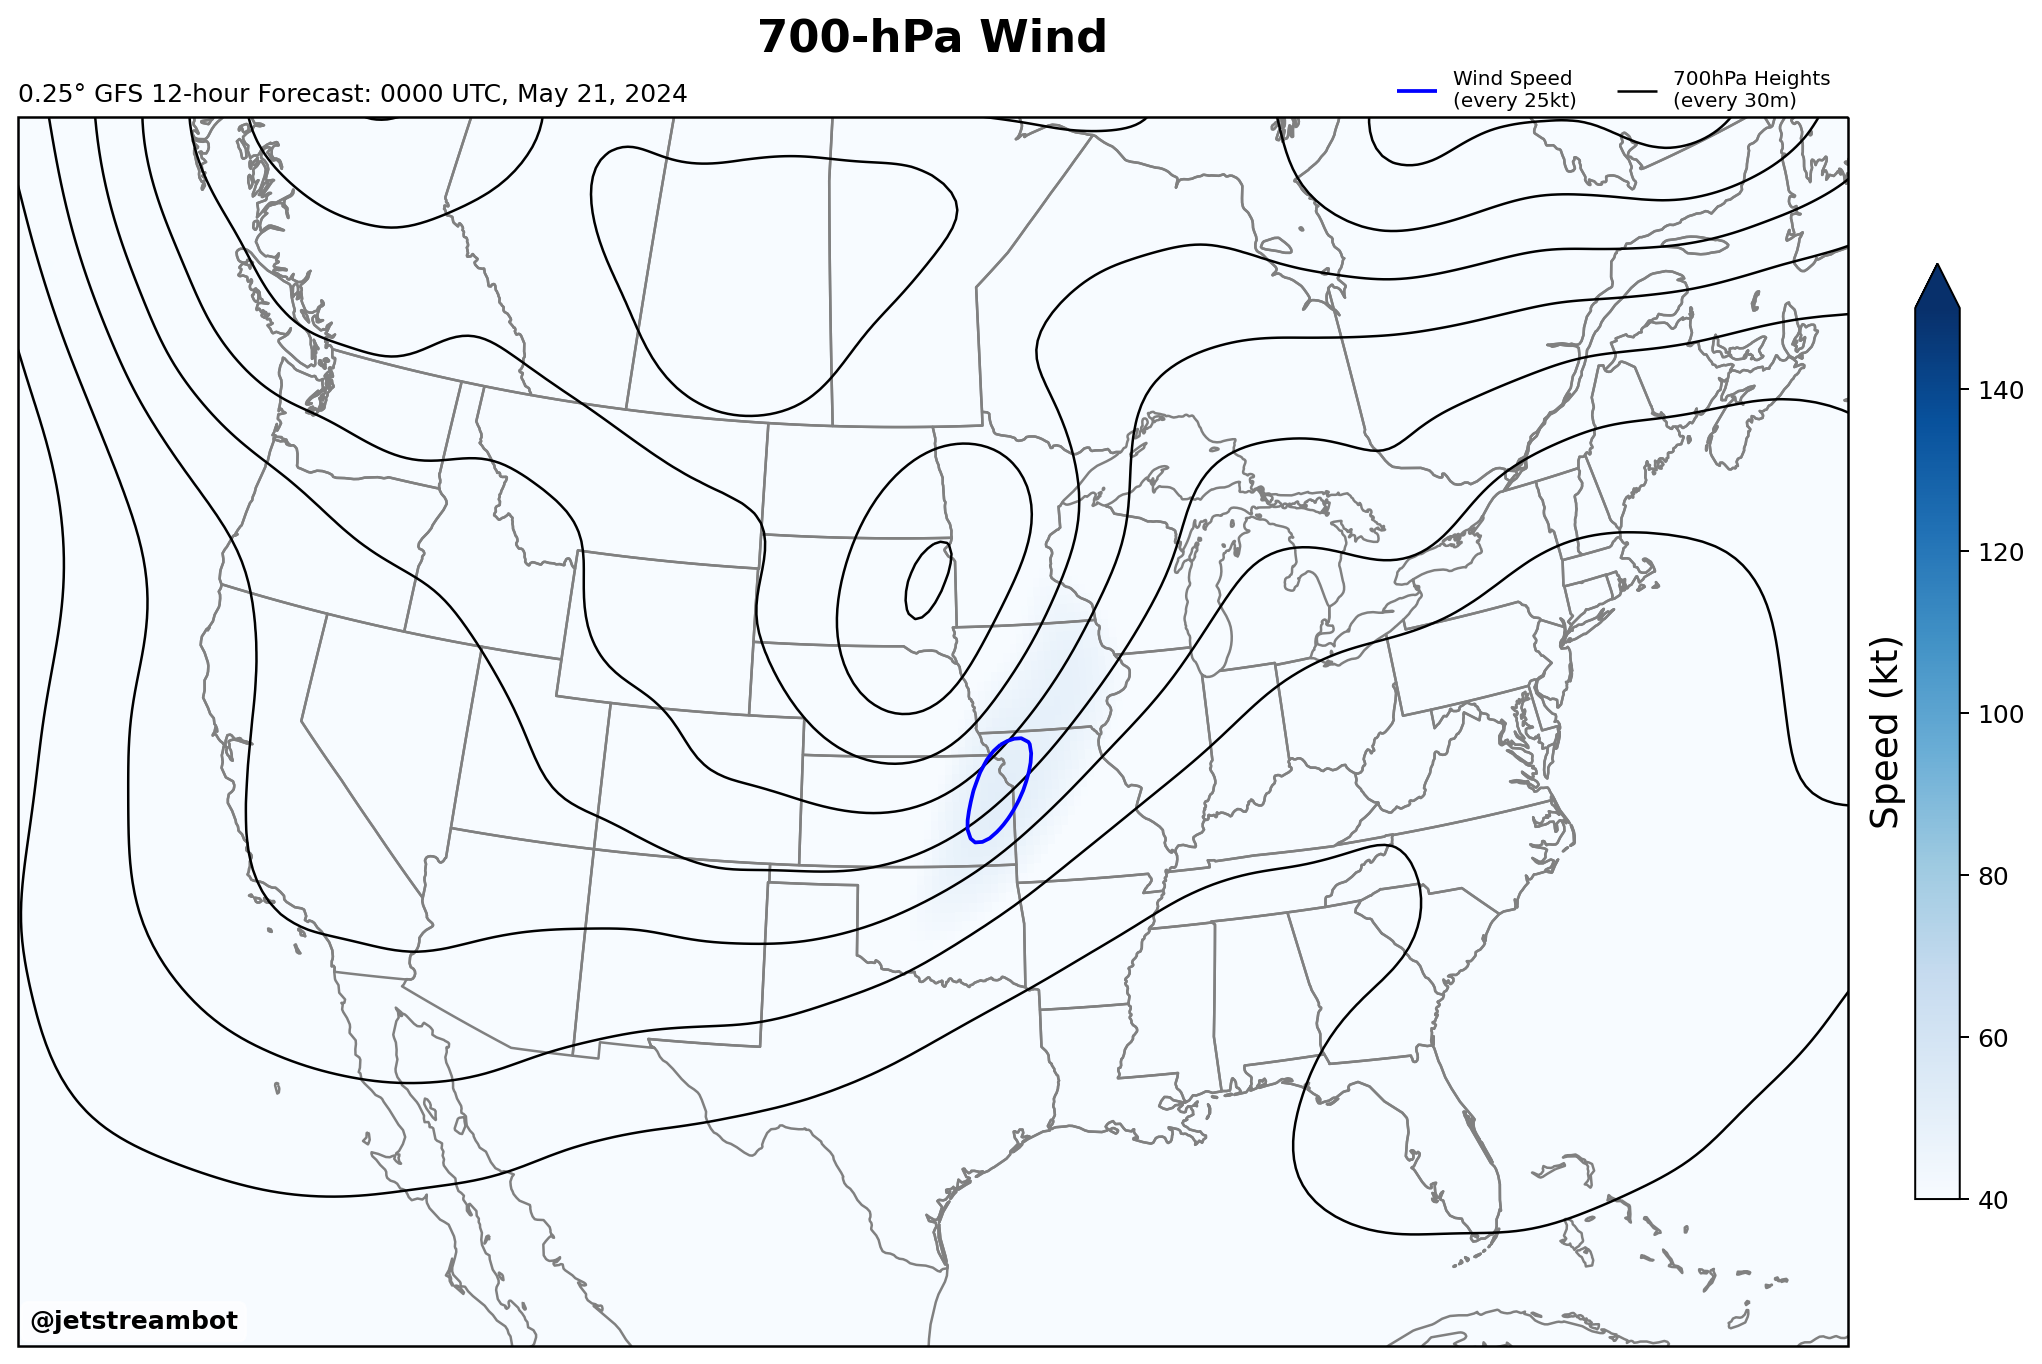 700-hPa Wind
0.25° GFS 12-hour Forecast: 0000 UTC, May 21, 2024
Wind Speed
(every 25kt)
700hPa Heights
(every 30m)
140
120
100
80
60
40
Speed (kt)
@jetstreambot